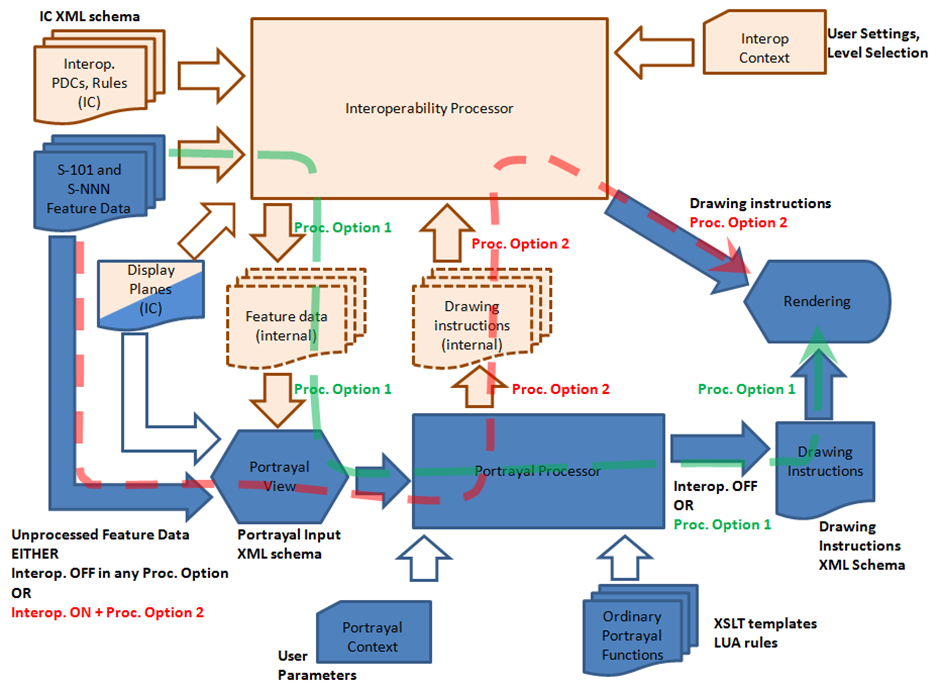 IC XML schema
Interop.
PDCs, Rules
(IC)
Interoperability Processor
Interop
Context
User Settings,
Level Selection
S-101 and
S-NNN
Feature Data
Proc. Option 1
Proc. Option 2
Drawing instructions
Proc. Option 2
Display
Planes
(IC)
Feature data
(internal)
Drawing
instructions
(internal)
Rendering
Proc. Option 1
Proc. Option 2
Proc. Option 1
Portrayal
View
Portrayal Processor
Drawing
Instructions
Interop. OFF
OR
Proc. Option 1
Unprocessed Feature Data
EITHER
Interop. OFF in any Proc. Option
OR
Interop. ON + Proc. Option 2
Portrayal Input
XML schema
Drawing
Instructions
XML Schema
Portrayal
Context
User
Parameters
Ordinary
Portrayal
Functions
XSLT templates
LUA rules